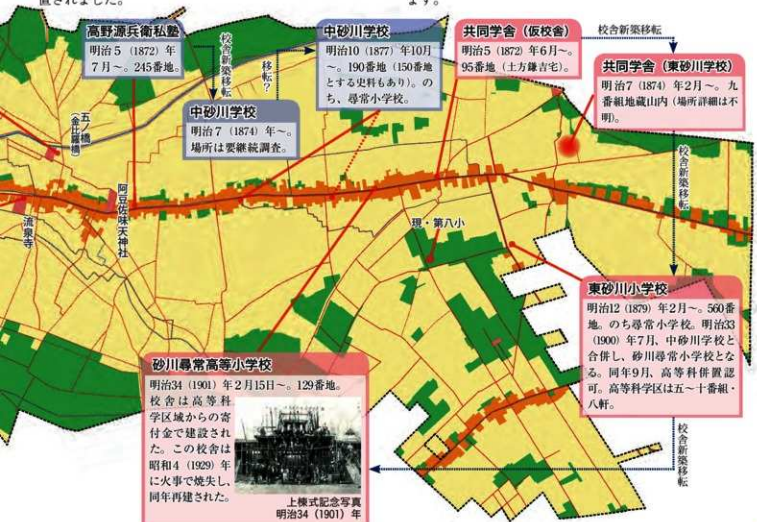 置されました。
ます。
高野源兵衛私塾
明治5(1872)年
7月～。245番地。
校舎新築移転
中砂川学校
明治7(1874)年～。
場所は要継続調査。
移転?
中砂川学校
明治10(1877)年10月
～。190番地(150番地
とする史料もあり)。の
ち、尋常小学校。
共同学舎(仮校舎)
明治5(1872)年6月～。
95番地(土方鎌吉宅)。
校舎新築移転
共同学舎(東砂川学校)
明治7(1874)年2月～。九
番組地蔵山内(場所詳細は不
明)。
校舎新築移転
五ノ橋
(金比羅橋)
阿豆佐味天神社
流泉寺
現・第八小
東砂川小学校
明治12(1879)年2月～。560番
地。のち尋常小学校。明治33
(1900)年7月、中砂川学校と
合併し、砂川尋常小学校とな
る。同年9月、高等科併置認
可。高等科学区は五～十番組・
八軒。
校舎新築移転
砂川尋常高等小学校
明治34(1901)年2月15日～。129番地。
校舎は高等科
学区域からの寄
付金で建設され
た。この校舎は
昭和4(1929)年
に火事で焼失し、
同年再建された。
上棟式記念写真
明治34(1901)年